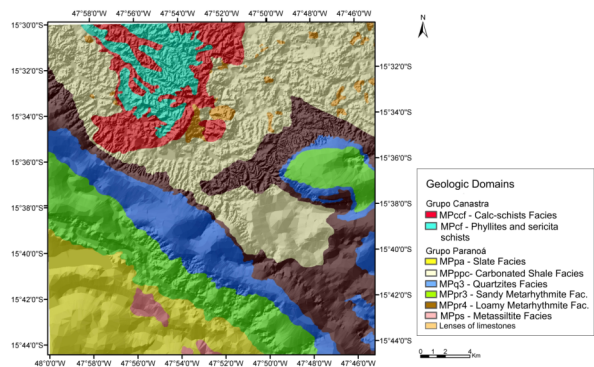 47°58'0"W 47°56'0"W 47°54'0"W 47°52'0"W 47°50'0"W 47°48'0"W 47°46'0"W
15°30'0"S
15°32'0"S
15°34'0"S
15°36'0"S
15°38'0"S
15°40'0"S
15°42'0"S
15°44'0"S
15°32'0"S
15°34'0"S
15°36'0"S
15°38'0"S
15°40'0"S
15°42'0"S
15°44'0"S
48°0'0"W 47°58'0"W 47°56'0"W 47°54'0"W 47°52'0"W 47°50'0"W 47°48'0"W 47°46'0"W
N
Geologic Domains
Grupo Canastra
MPccf - Calc-schists Facies
MPcf - Phyllites and sericita
schists
Grupo Paranoá
MPpa - Slate Facies
MPppc- Carbonated Shale Facies
MPq3 - Quartzites Facies
MPpr3 - Sandy Metarhythmite Fac.
MPpr4 - Loamy Metarhythmite Fac.
MPps - Metassiltite Facies
Lenses of limestones
0 1 2 4
Km